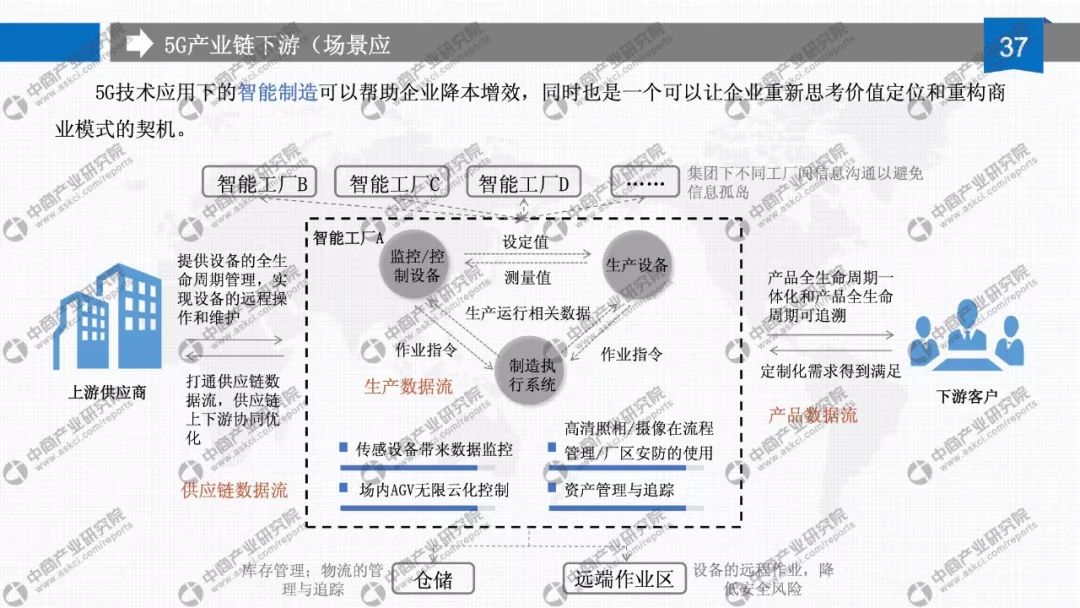 5G产业链下游（场景应
37
5G技术应用下的智能制造可以帮助企业降本增效，同时也是一个可以让企业重新思考价值定位和重构商
业模式的契机。
智能工厂B
智能工厂C
智能工厂D
……
集团下不同工厂间信息沟通以避免
信息孤岛
智能工厂A
监控/控
制设备
设定值
测量值
生产设备
生产运行相关数据
作业指令
作业指令
制造执
行系统
生产数据流
提供设备的全生
命周期管理，实
现设备的远程操
作和维护
上游供应商
打通供应链数
据流，供应链
上下游协同优
化
供应链数据流
产品全生命周期一
体化和产品全生命
周期可追溯
定制化需求得到满足
下游客户
产品数据流
传感设备带来数据监控
高清照相/摄像在流程
管理/厂区安防的使用
场内AGV无限云化控制
资产管理与追踪
库存管理；物流的管
理与追踪
仓储
远端作业区
设备的远程作业，降
低安全风险
中商产业研究院
www.askci.com/reports